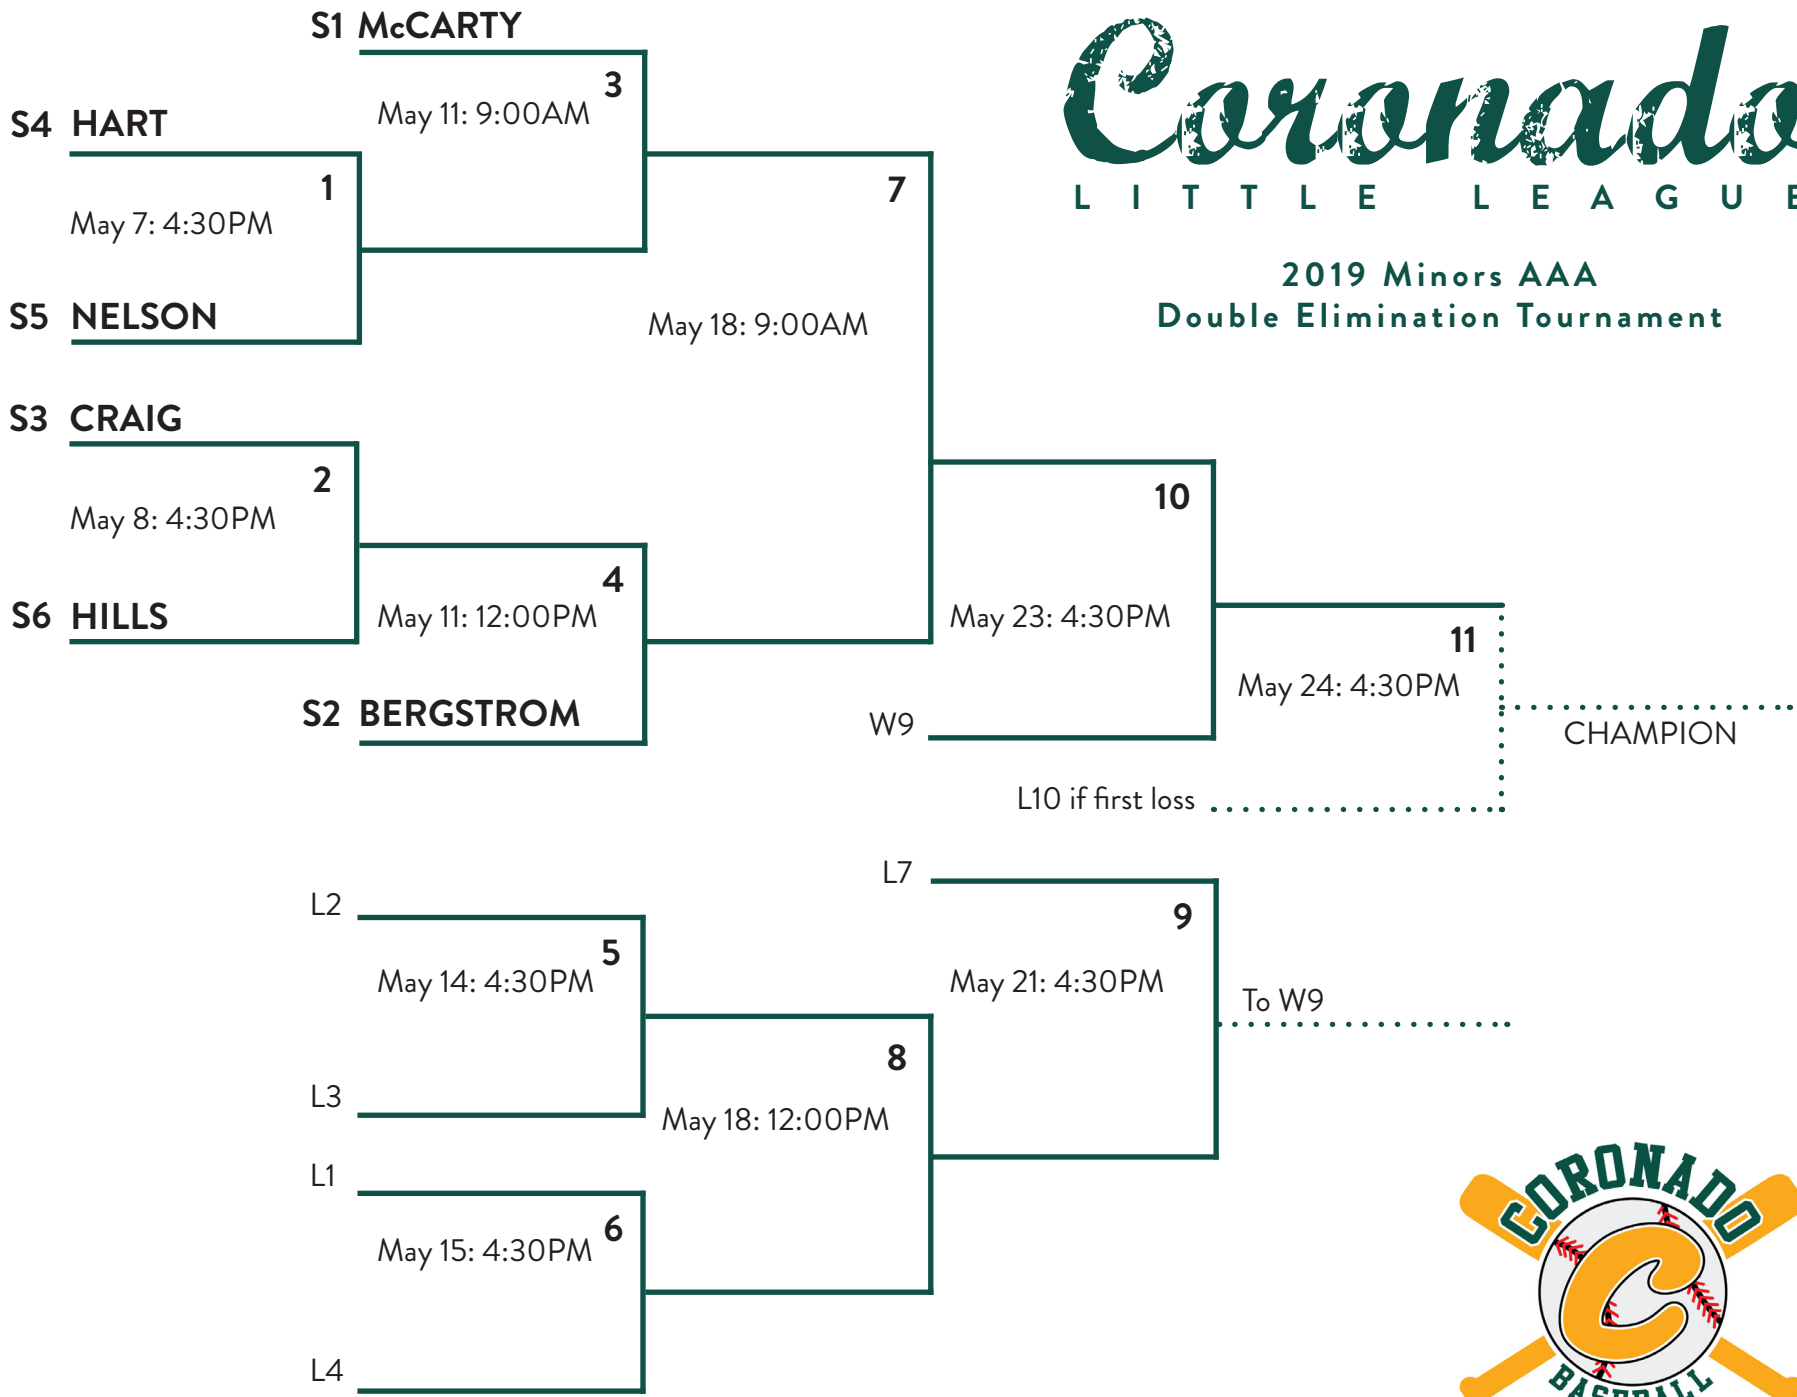 Coronado
LITTLE LEAGUE
2019 Minors AAA
Double Elimination Tournament
S1 McCARTY
3
May 11: 9:00AM
S4 HART
1
May 7: 4:30PM
S5 NELSON
7
May 18: 9:00AM
S3 CRAIG
2
May 8: 4:30PM
S6 HILLS
4
May 11: 12:00PM
S2 BERGSTROM
10
May 23: 4:30PM
W9
11
May 24: 4:30PM
CHAMPION
L10 if first loss
L7
9
May 21: 4:30PM
To W9
L2
5
May 14: 4:30PM
L3
8
May 18: 12:00PM
L1
6
May 15: 4:30PM
L4
CORONADO
C
BASEBALL